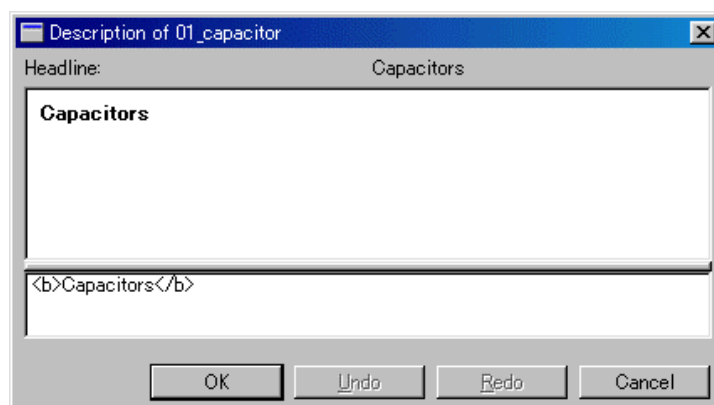 Description of 01_capacitor
Headline: Capacitors
Capacitors
<b>Capacitors</b>
OK Undo Redo Cancel